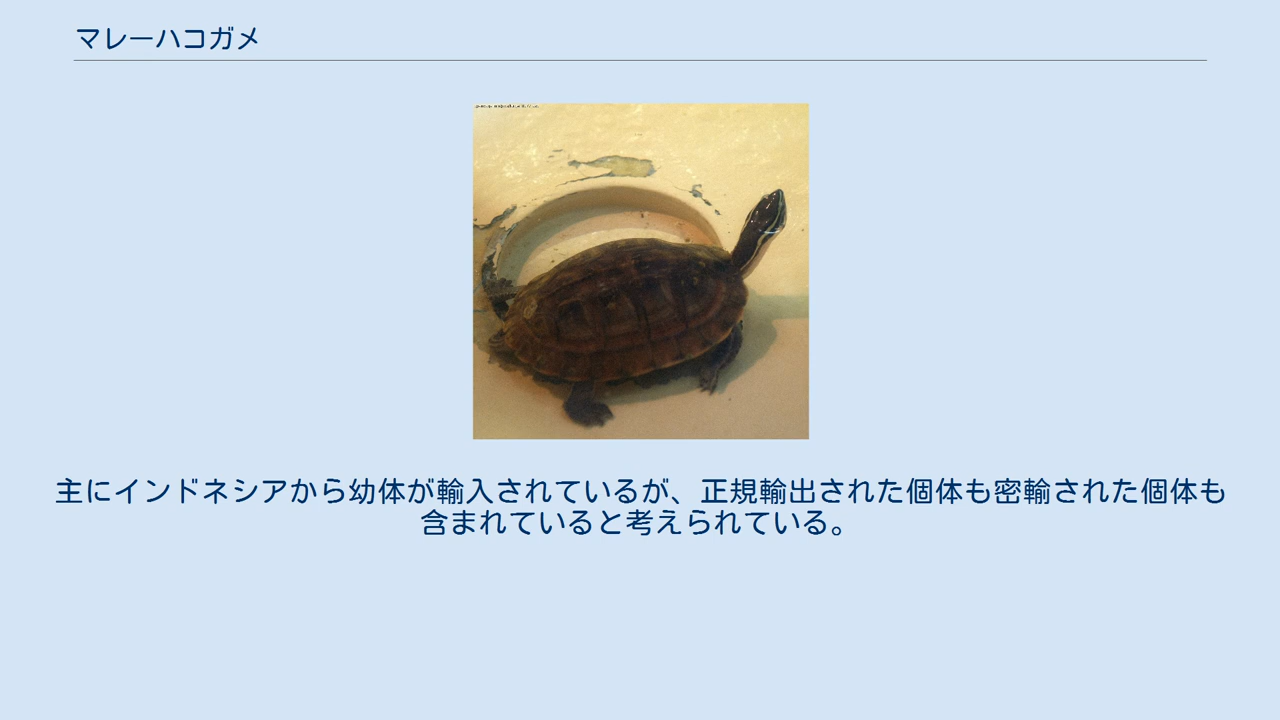 マレーハコガメ
主にインドネシアから幼体が輸入されているが、正規輸出された個体も密輸された個体も
含まれていると考えられている。